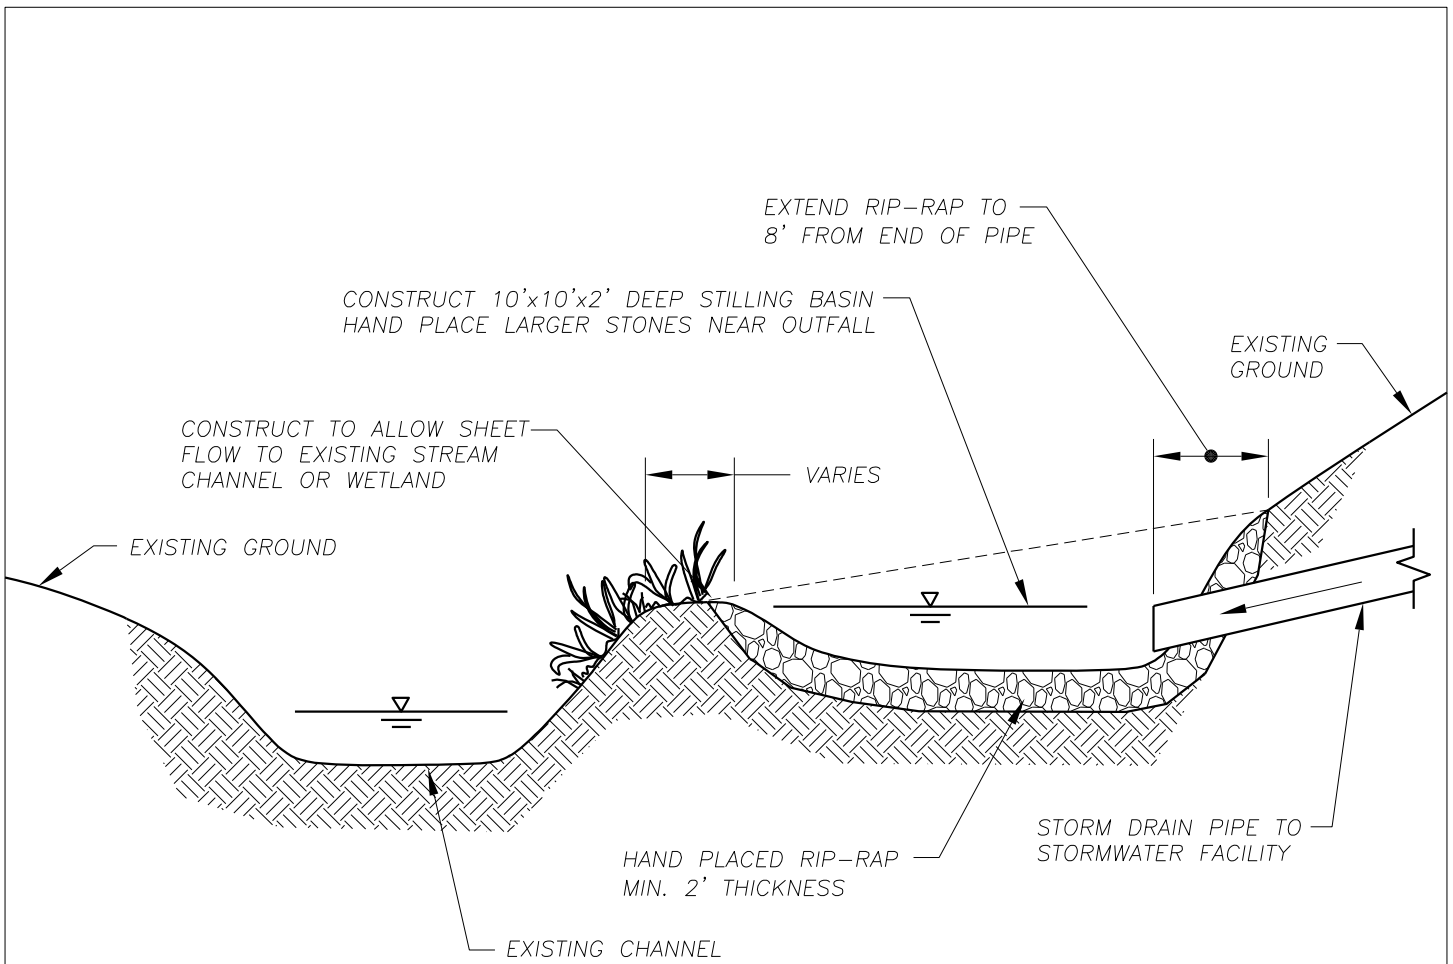 EXTEND RIP-RAP TO
8' FROM END OF PIPE
CONSTRUCT 10'x10'x2' DEEP STILLING BASIN
HAND PLACE LARGER STONES NEAR OUTFALL
EXISTING
GROUND
CONSTRUCT TO ALLOW SHEET
FLOW TO EXISTING STREAM
CHANNEL OR WETLAND
VARIES
EXISTING GROUND
STORM DRAIN PIPE TO
STORMWATER FACILITY
HAND PLACED RIP-RAP
MIN. 2' THICKNESS
EXISTING CHANNEL